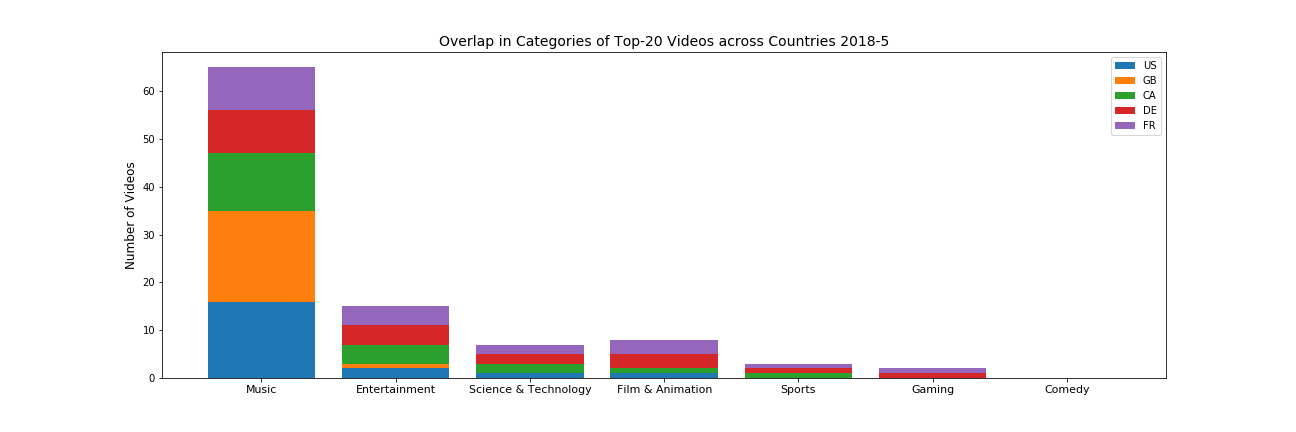 Overlap in Categories of Top-20 Videos across Countries 2018-5
US
GB
CA
DE
FR
Number of Videos
60
50
40
30
20
10
0
Music Entertainment Science & Technology Film & Animation Sports Gaming Comedy